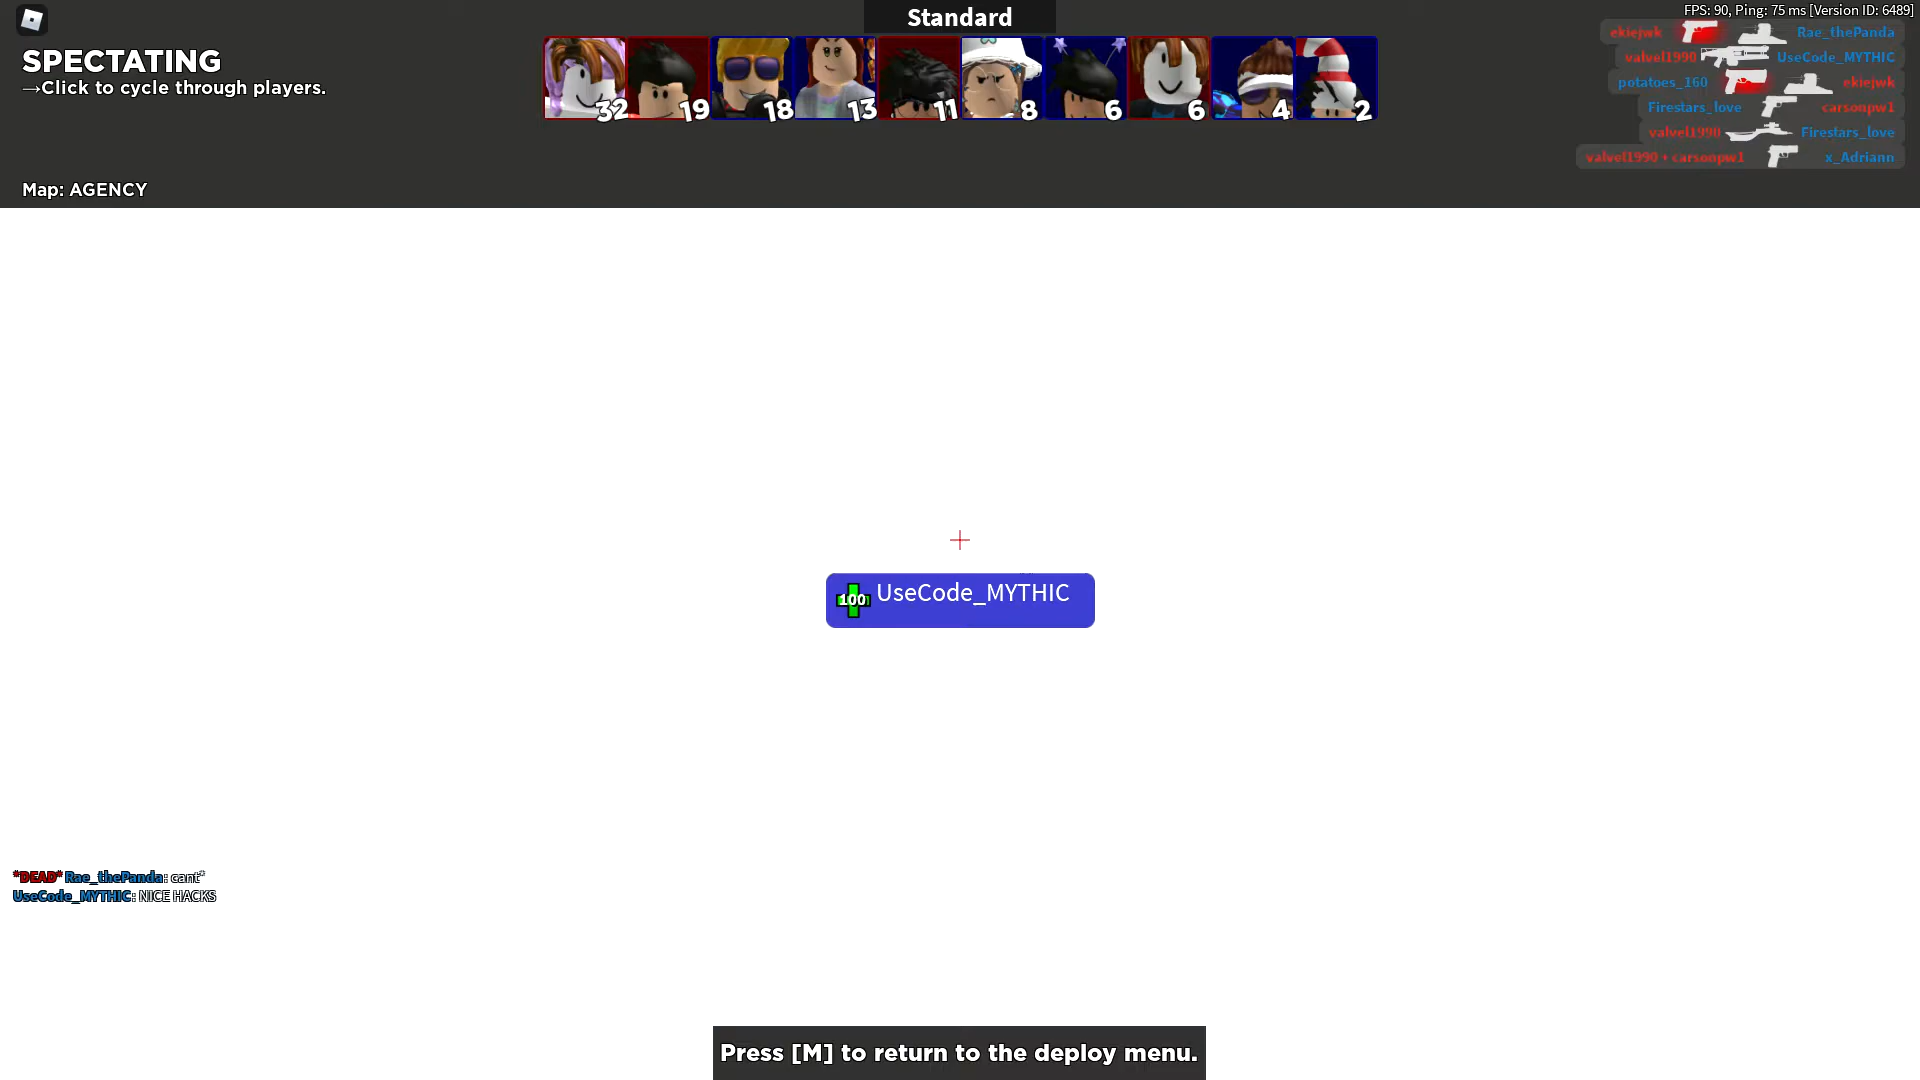 Standard
FPS: 90, Ping: 75 ms [Version ID: 6489]
SPECTATING
→Click to cycle through players.
32 19 18 13 11 8 6 6 4 2
ekiejwk Rae_thePanda
valvel1990 UseCode_MYTHIC
potatoes_160 ekiejwk
Firestars_love carsonpw1
valvel1990 Firestars_love
valvel1990 + carsonpw1 x_Adriann
Map: AGENCY
100 UseCode_MYTHIC
*DEAD* Rae_thePanda: cant*
UseCode_MYTHIC: NICE HACKS
Press [M] to return to the deploy menu.